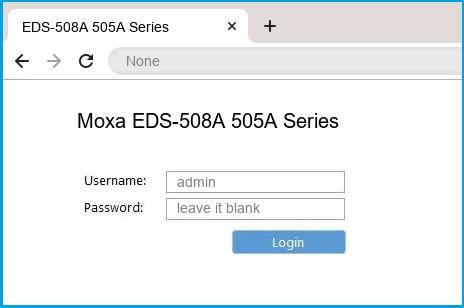 EDS-508A 505A Series
None
Moxa EDS-508A 505A Series
Username: admin
Password: leave it blank
Login